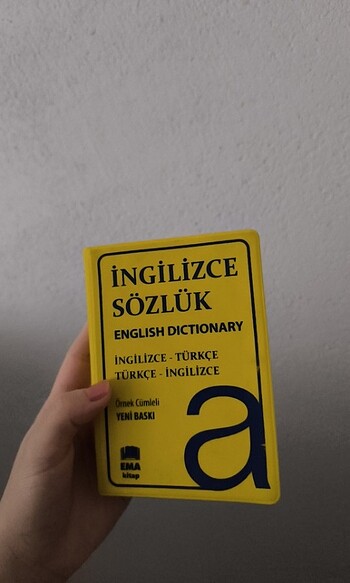 İNGİLİZCE
SÖZLÜK
ENGLISH DICTIONARY
İNGİLİZCE - TÜRKÇE
TÜRKÇE - İNGİLİZCE
Örnek Cümleli
YENİ BASKI
a
EMA
kitap